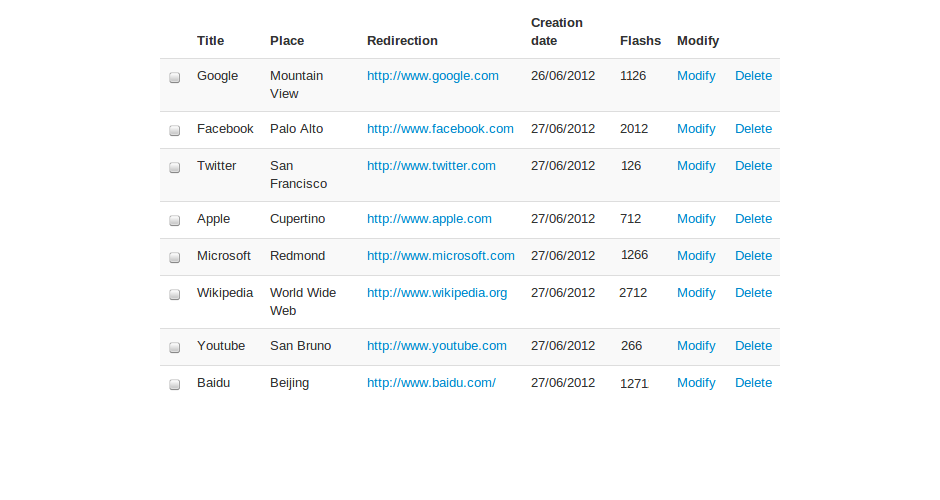 Title Place Redirection Creation date Flashs Modify
Google Mountain View http://www.google.com 26/06/2012 1126 Modify Delete
Facebook Palo Alto http://www.facebook.com 27/06/2012 2012 Modify Delete
Twitter San Francisco http://www.twitter.com 27/06/2012 126 Modify Delete
Apple Cupertino http://www.apple.com 27/06/2012 712 Modify Delete
Microsoft Redmond http://www.microsoft.com 27/06/2012 1266 Modify Delete
Wikipedia World Wide Web http://www.wikipedia.org 27/06/2012 2712 Modify Delete
Youtube San Bruno http://www.youtube.com 27/06/2012 266 Modify Delete
Baidu Beijing http://www.baidu.com/ 27/06/2012 1271 Modify Delete